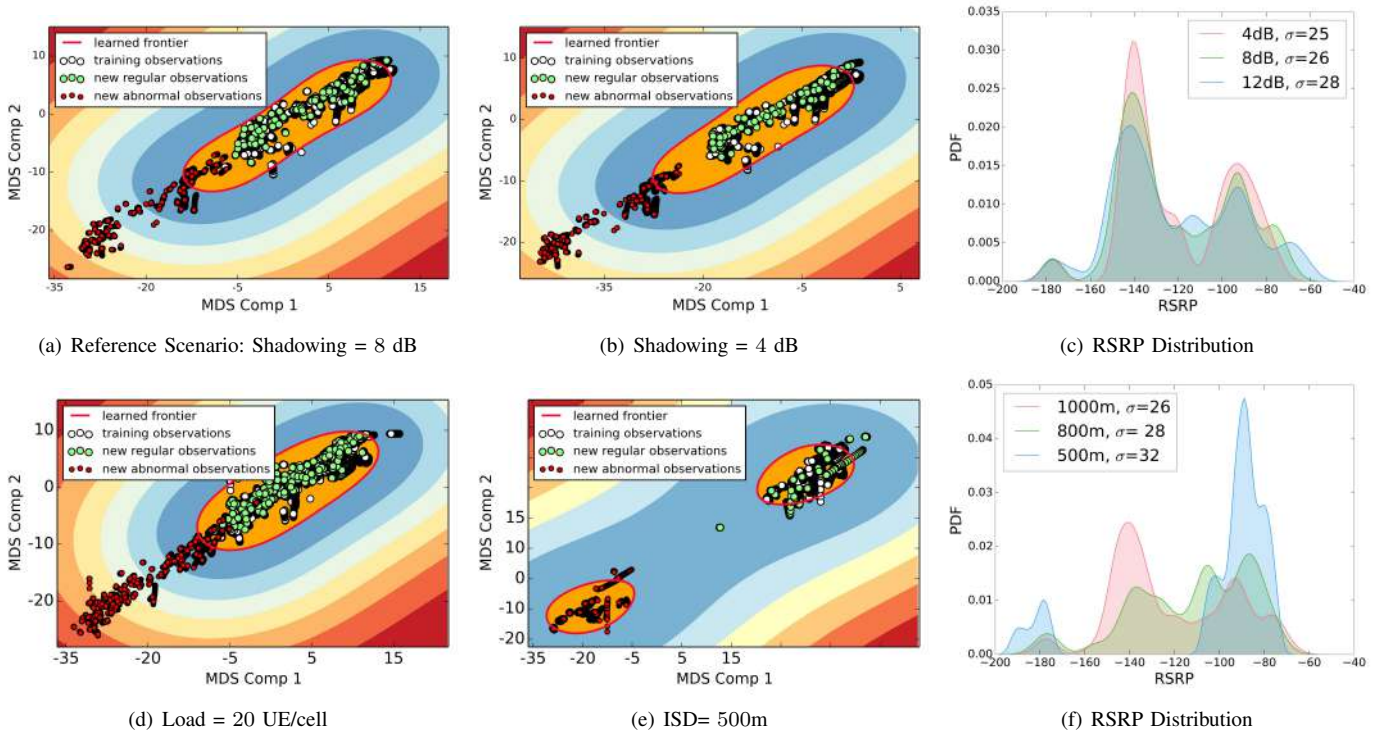 learned frontier
training observations
new regular observations
new abnormal observations
MDS Comp 2
10
0
-10
-20
-35 -20 -5 5 15
MDS Comp 1
(a) Reference Scenario: Shadowing = 8 dB
learned frontier
training observations
new regular observations
new abnormal observations
MDS Comp 2
10
0
-10
-20
-35 -20 -10 5
MDS Comp 1
(b) Shadowing = 4 dB
4dB, σ=25
8dB, σ=26
12dB, σ=28
PDF
0.035
0.030
0.025
0.020
0.015
0.010
0.005
0.000
−200 −180 −160 −140 −120 −100 −80 −60 −40
RSRP
(c) RSRP Distribution
learned frontier
training observations
new regular observations
new abnormal observations
MDS Comp 2
10
0
-10
-20
-35 -20 -5 5 15
MDS Comp 1
(d) Load = 20 UE/cell
learned frontier
training observations
new regular observations
new abnormal observations
MDS Comp 2
15
10
0
-10
-20
-35 -20 -5 5 15
MDS Comp 1
(e) ISD= 500m
1000m, σ=26
800m, σ= 28
500m, σ=32
PDF
0.05
0.04
0.03
0.02
0.01
0.00
−200 −180 −160 −140 −120 −100 −80 −60 −40
RSRP
(f) RSRP Distribution